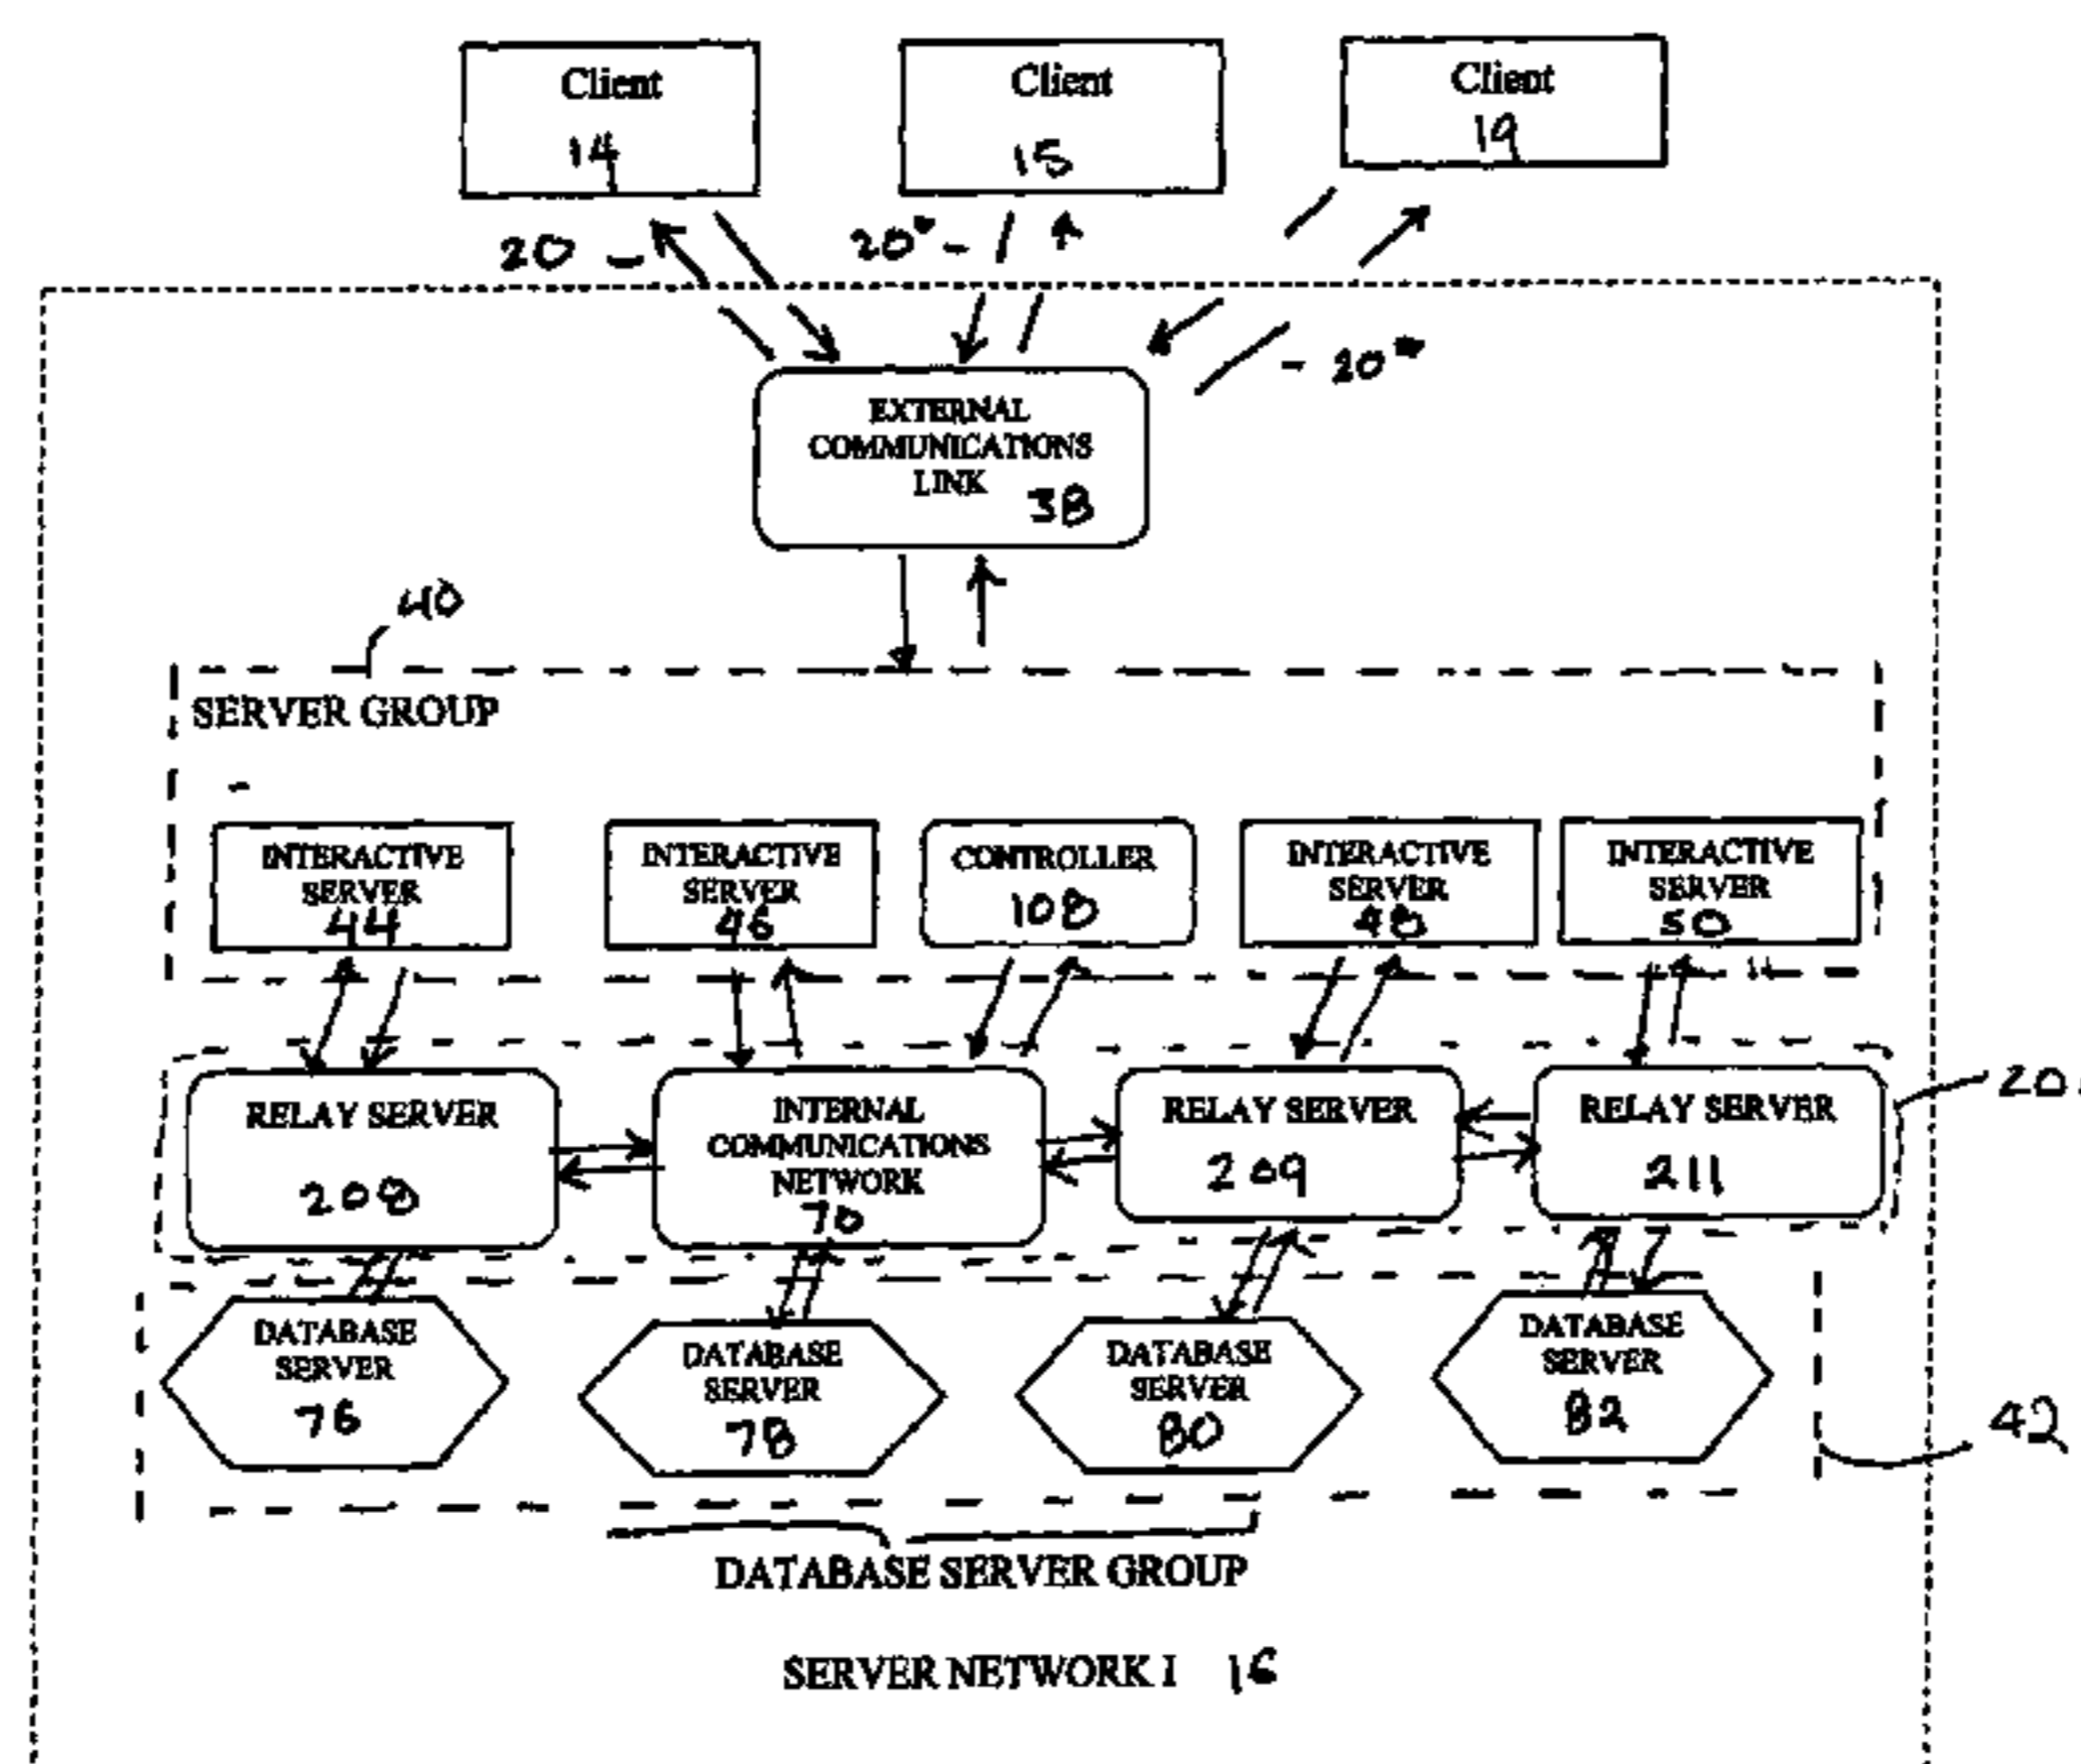 Client
14
Client
15
Client
19
20
20"
20"
EXTERNAL
COMMUNICATIONS
LINK
38
40
SERVER GROUP
INTERACTIVE
SERVER
44
INTERACTIVE
SERVER
46
CONTROLLER
108
INTERACTIVE
SERVER
48
INTERACTIVE
SERVER
50
RELAY SERVER
208
INTERNAL
COMMUNICATIONS
NETWORK
70
RELAY SERVER
209
RELAY SERVER
211
DATABASE
SERVER
76
DATABASE
SERVER
78
DATABASE
SERVER
80
DATABASE
SERVER
82
42
DATABASE SERVER GROUP
SERVER NETWORK I 16